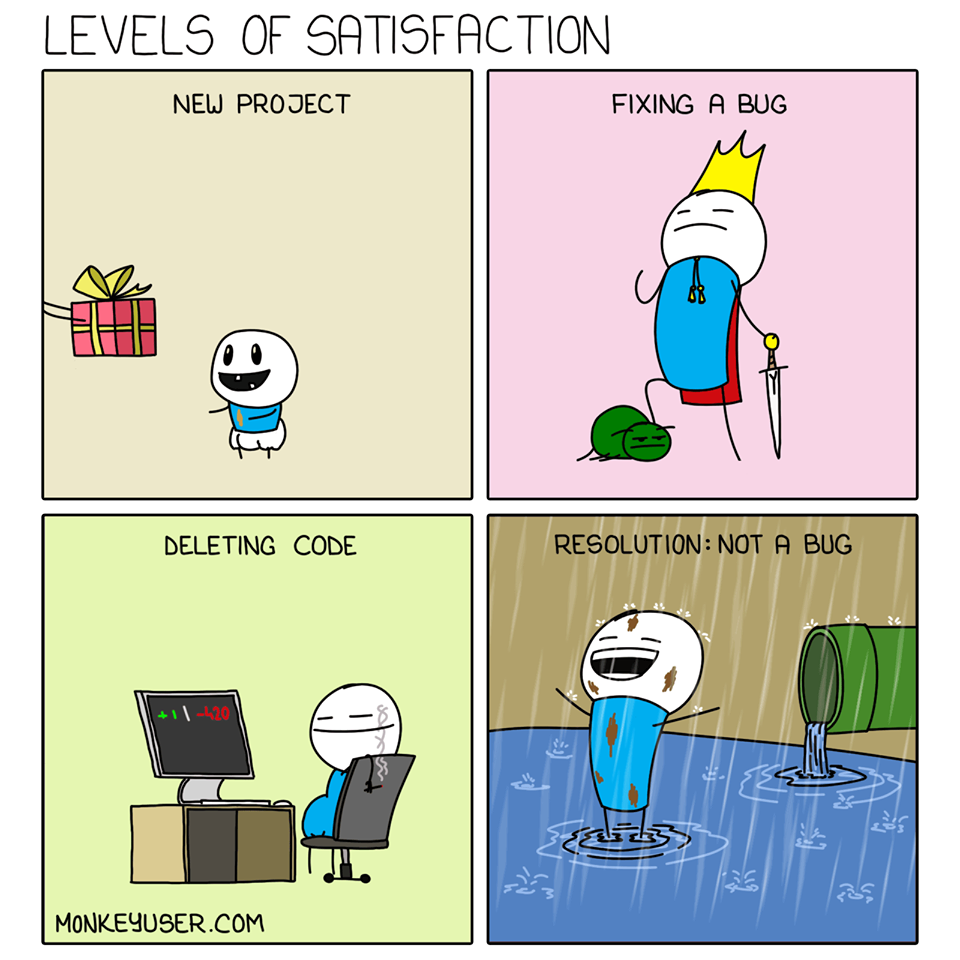 LEVELS OF SATISFACTION
NEW PROJECT
FIXING A BUG
DELETING CODE
+1 | -420
MONKEYUSER.COM
RESOLUTION: NOT A BUG